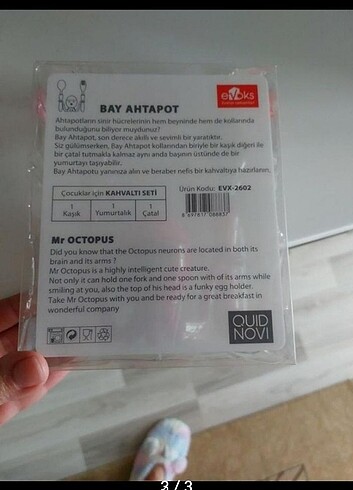 evoks
BAY AHTAPOT
Ahtapotların sinir hücrelerinin hem beyninde hem de kollarında
bulunduğunu biliyor muydunuz?
Bay Ahtapot, son derece akıllı ve sevimli bir yaratıktır.
Siz gülümserken, Bay Ahtapot kollarından biriyle bir kaşık diğeri ile
bir çatal tutmakla kalmaz aynı anda başının üstünde de bir
yumurtayı taşıyabilir.
Bay Ahtapotu yanınıza alın ve beraber nefis bir kahvaltıya hazırlanın.
Çocuklar için KAHVALTI SETİ
1 1 1
Kaşık Yumurtalık Çatal
Ürün Kodu: EVX-2602
Mr OCTOPUS
Did you know that the Octopus neurons are located in both its
brain and its arms ?
Mr Octopus is a highly intelligent cute creature.
Not only it can hold one fork and one spoon with of its arms while
smiling at you, also the top of his head is a funky egg holder.
Take Mr Octopus with you and be ready for a great breakfast in
wonderful company
QUID
NOVI
3 / 3